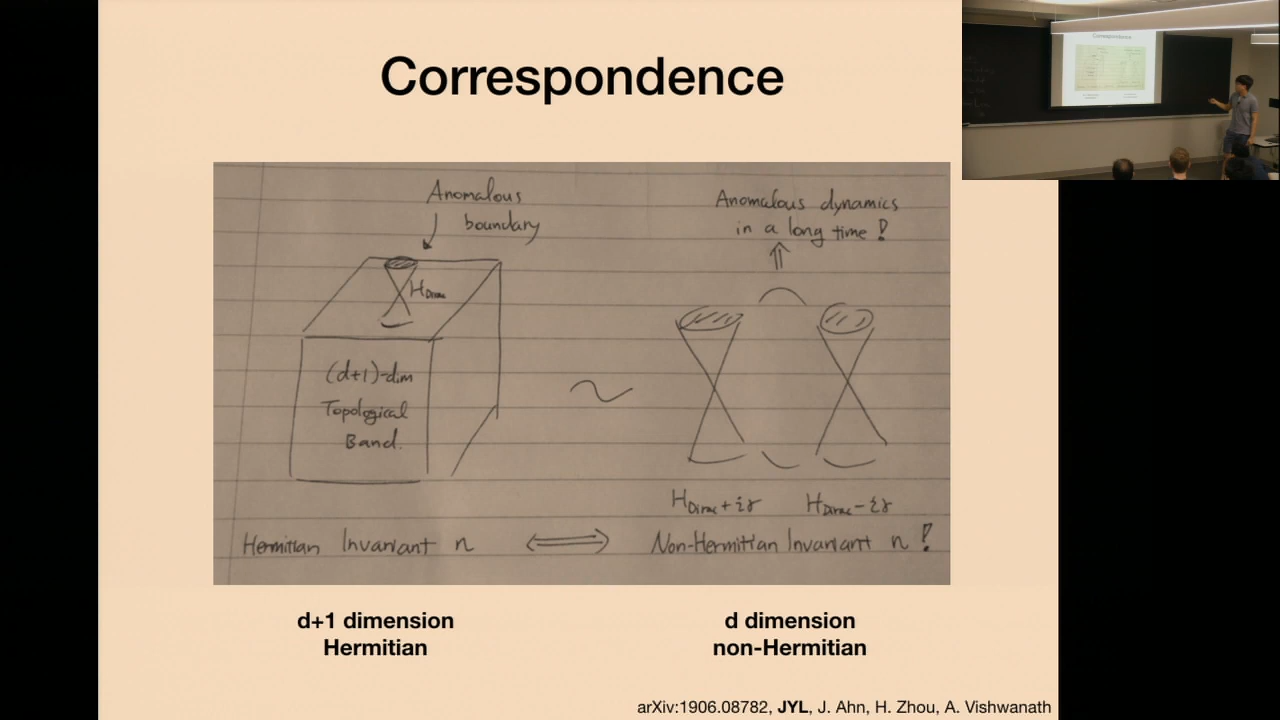 Correspondence
Anomalous
boundary
H_Dirac
(d+1)-dim
Topological
Band.
Hermitian Invariant n
Anomalous dynamics
in a long time!
H_Dirac + iγ
H_Dirac - iγ
Non-Hermitian Invariant n!
d+1 dimension
Hermitian
d dimension
non-Hermitian
arXiv:1906.08782, JYL, J. Ahn, H. Zhou, A. Vishwanath
Correspondence